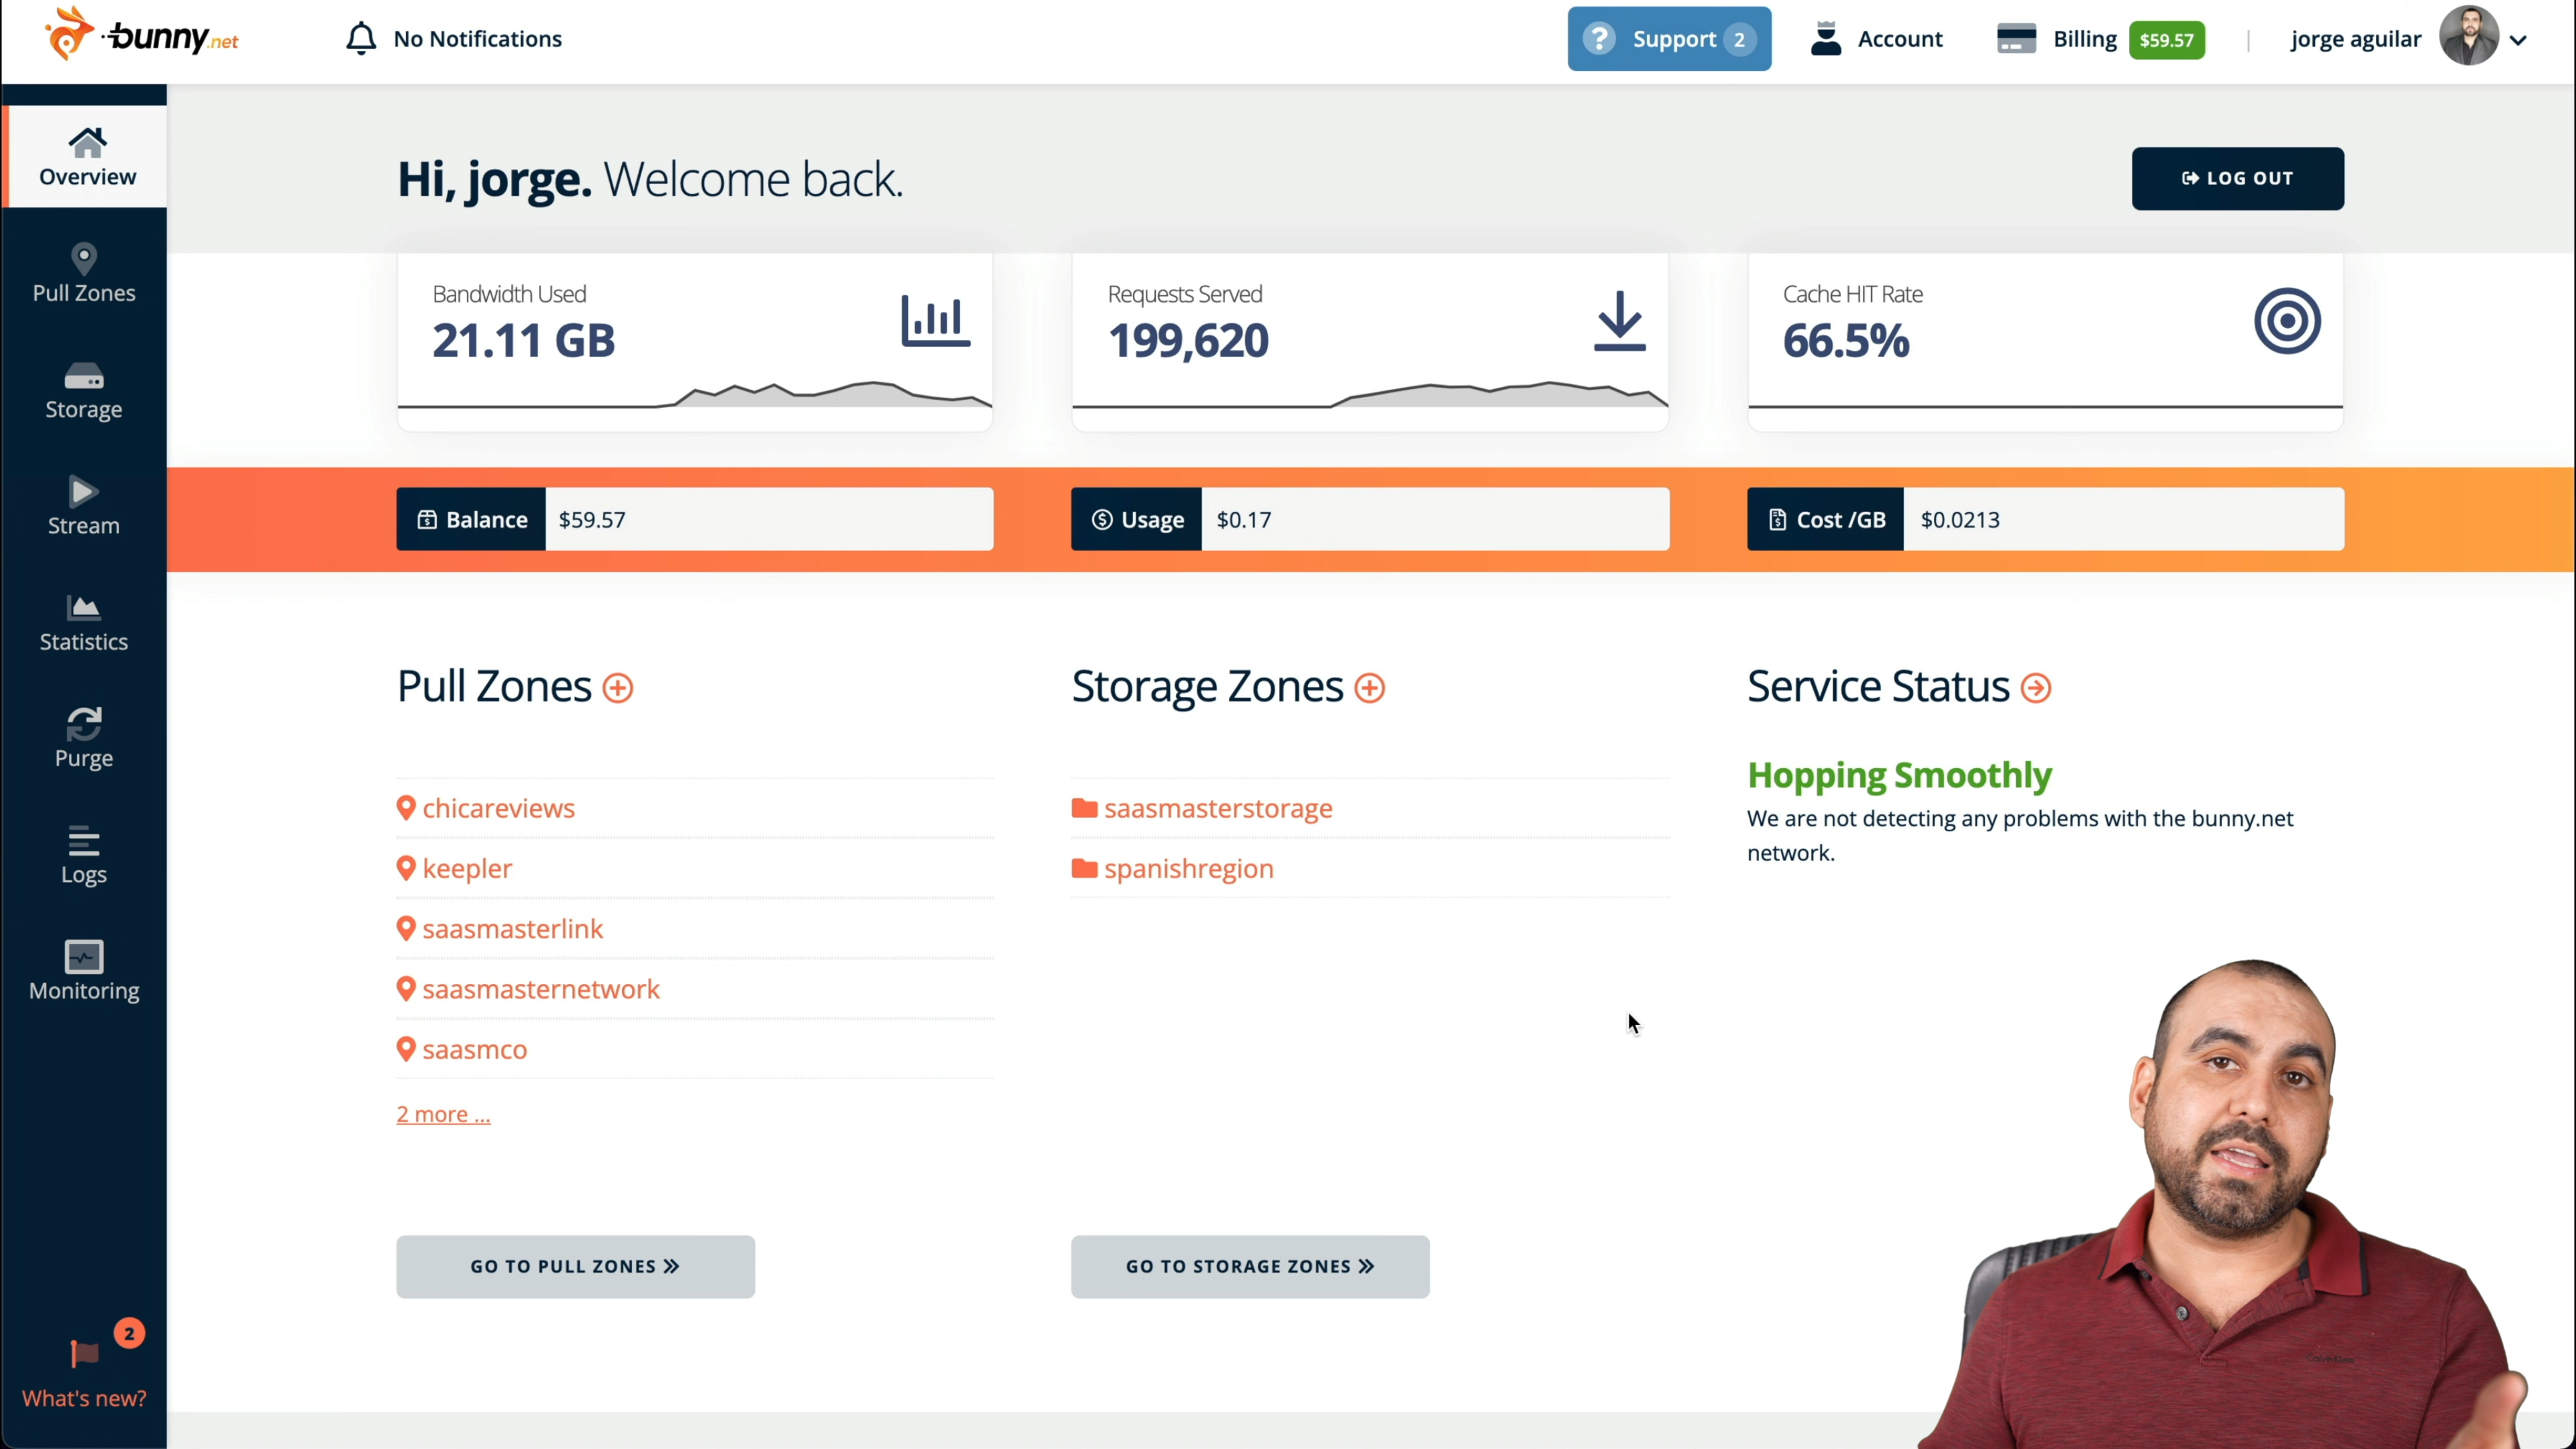 bunny.net
No Notifications
? Support 2
Account
Billing $59.57
jorge aguilar
Overview
Pull Zones
Storage
Stream
Statistics
Purge
Logs
Monitoring
2
What's new?
Hi, jorge. Welcome back.
LOG OUT
Bandwidth Used
21.11 GB
Requests Served
199,620
Cache HIT Rate
66.5%
Balance $59.57
Usage $0.17
Cost /GB $0.0213
Pull Zones
chicareviews
keepler
saasmasterlink
saasmasternetwork
saasmco
2 more ...
GO TO PULL ZONES
Storage Zones
saasmasterstorage
spanishregion
GO TO STORAGE ZONES
Service Status
Hopping Smoothly
We are not detecting any problems with the bunny.net
network.